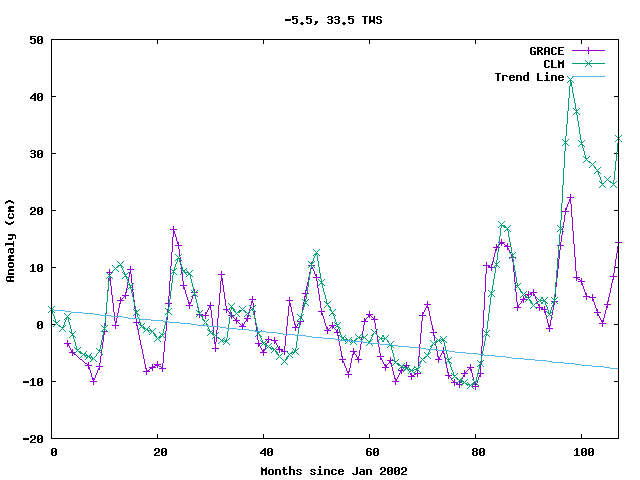 -5.5, 33.5 TWS
50
40
30
20
10
0
-10
-20
Anomaly (cm)
GRACE
CLM
Trend Line
0 20 40 60 80 100
Months since Jan 2002